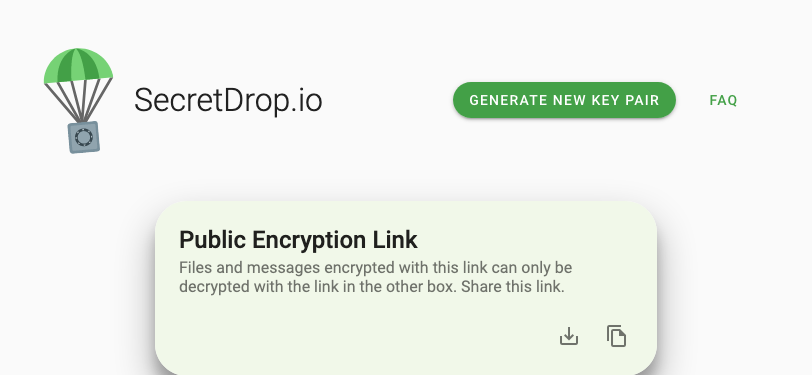 SecretDrop.io
GENERATE NEW KEY PAIR
FAQ
Public Encryption Link
Files and messages encrypted with this link can only be
decrypted with the link in the other box. Share this link.